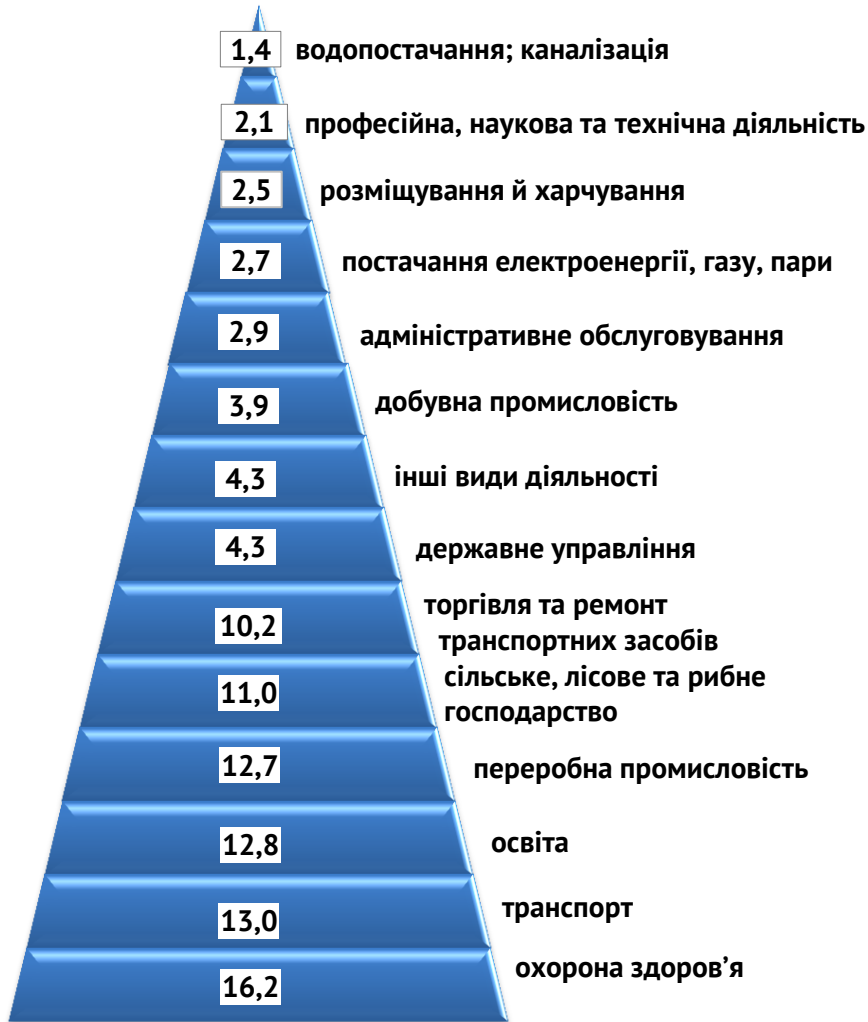 1,4 водопостачання; каналізація
2,1 професійна, наукова та технічна діяльність
2,5 розміщування й харчування
2,7 постачання електроенергії, газу, пари
2,9 адміністративне обслуговування
3,9 добувна промисловість
4,3 інші види діяльності
4,3 державне управління
10,2 торгівля та ремонт
транспортних засобів
11,0 сільське, лісове та рибне
господарство
12,7 переробна промисловість
12,8 освіта
13,0 транспорт
16,2 охорона здоров’я